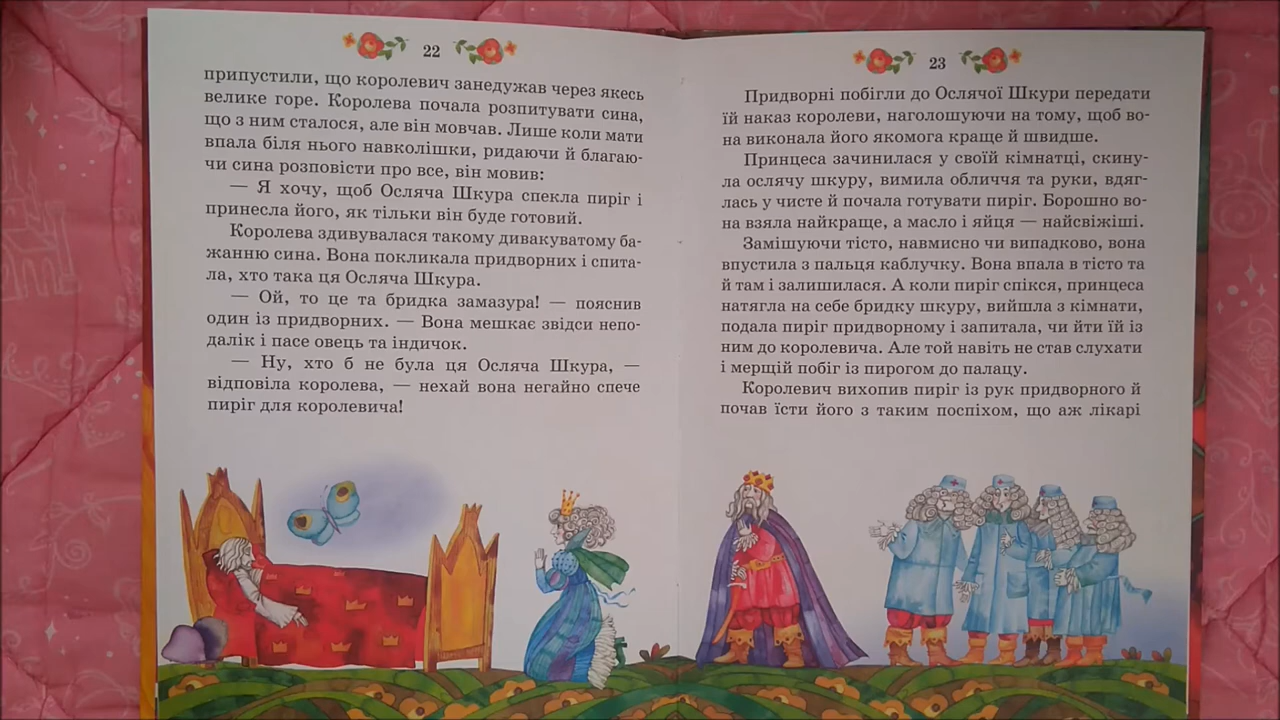 22
припустили, що королевич занедужав через якесь
велике горе. Королева почала розпитувати сина,
що з ним сталося, але він мовчав. Лише коли мати
впала біля нього навколішки, ридаючи й благаю-
чи сина розповісти про все, він мовив:
— Я хочу, щоб Осляча Шкура спекла пиріг і
принесла його, як тільки він буде готовий.
Королева здивувалася такому дивакуватому ба-
жанню сина. Вона покликала придворних і спита-
ла, хто така ця Осляча Шкура.
— Ой, то це та бридка замазура! — пояснив
один із придворних. — Вона мешкає звідси непо-
далік і пасе овець та індичок.
— Ну, хто б не була ця Осляча Шкура, —
відповіла королева, — нехай вона негайно спече
пиріг для королевича!
23
Придворні побігли до Ослячої Шкури передати
їй наказ королеви, наголошуючи на тому, щоб во-
на виконала його якомога краще й швидше.
Принцеса зачинилася у своїй кімнатці, скину-
ла ослячу шкуру, вимила обличчя та руки, вдяг-
лась у чисте й почала готувати пиріг. Борошно во-
на взяла найкраще, а масло і яйця — найсвіжіші.
Замішуючи тісто, навмисно чи випадково, вона
впустила з пальця каблучку. Вона впала в тісто та
й там і залишилася. А коли пиріг спікся, принцеса
натягла на себе бридку шкуру, вийшла з кімнати,
подала пиріг придворному і запитала, чи йти їй із
ним до королевича. Але той навіть не став слухати
і мерщій побіг із пирогом до палацу.
Королевич вихопив пиріг із рук придворного й
почав їсти його з таким поспіхом, що аж лікарі